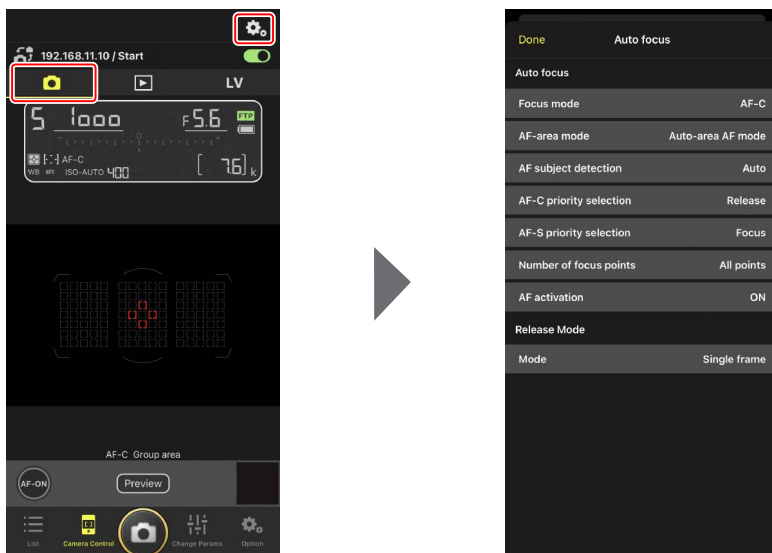 192.168.11.10 / Start
LV
S 1000 F5.6 FTP
AF-C
WB ISO-AUTO 400 [ 7.6] k
AF-C Group area
AF-ON Preview
List Camera Control Change Params Option
Done Auto focus
Auto focus
Focus mode AF-C
AF-area mode Auto-area AF mode
AF subject detection Auto
AF-C priority selection Release
AF-S priority selection Focus
Number of focus points All points
AF activation ON
Release Mode
Mode Single frame